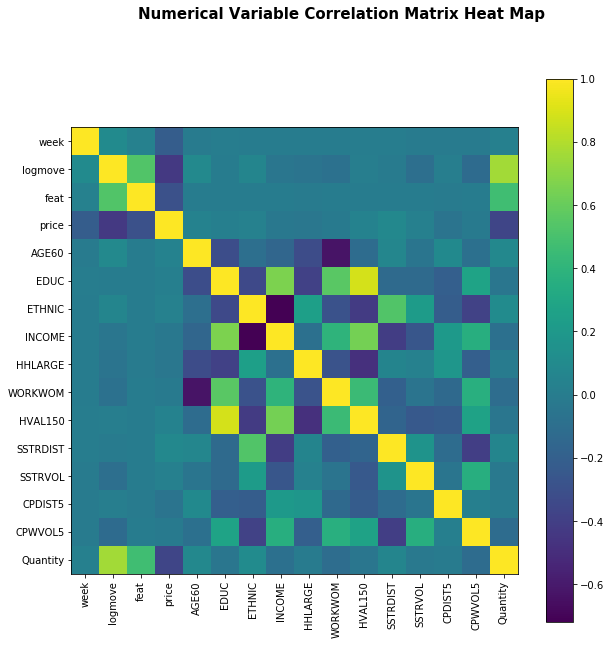 Numerical Variable Correlation Matrix Heat Map
week
logmove
feat
price
AGE60
EDUC
ETHNIC
INCOME
HHLARGE
WORKWOM
HVAL150
SSTRDIST
SSTRVOL
CPDIST5
CPWVOL5
Quantity
week
logmove
feat
price
AGE60
EDUC
ETHNIC
INCOME
HHLARGE
WORKWOM
HVAL150
SSTRDIST
SSTRVOL
CPDIST5
CPWVOL5
Quantity
1.0
0.8
0.6
0.4
0.2
0.0
−0.2
−0.4
−0.6